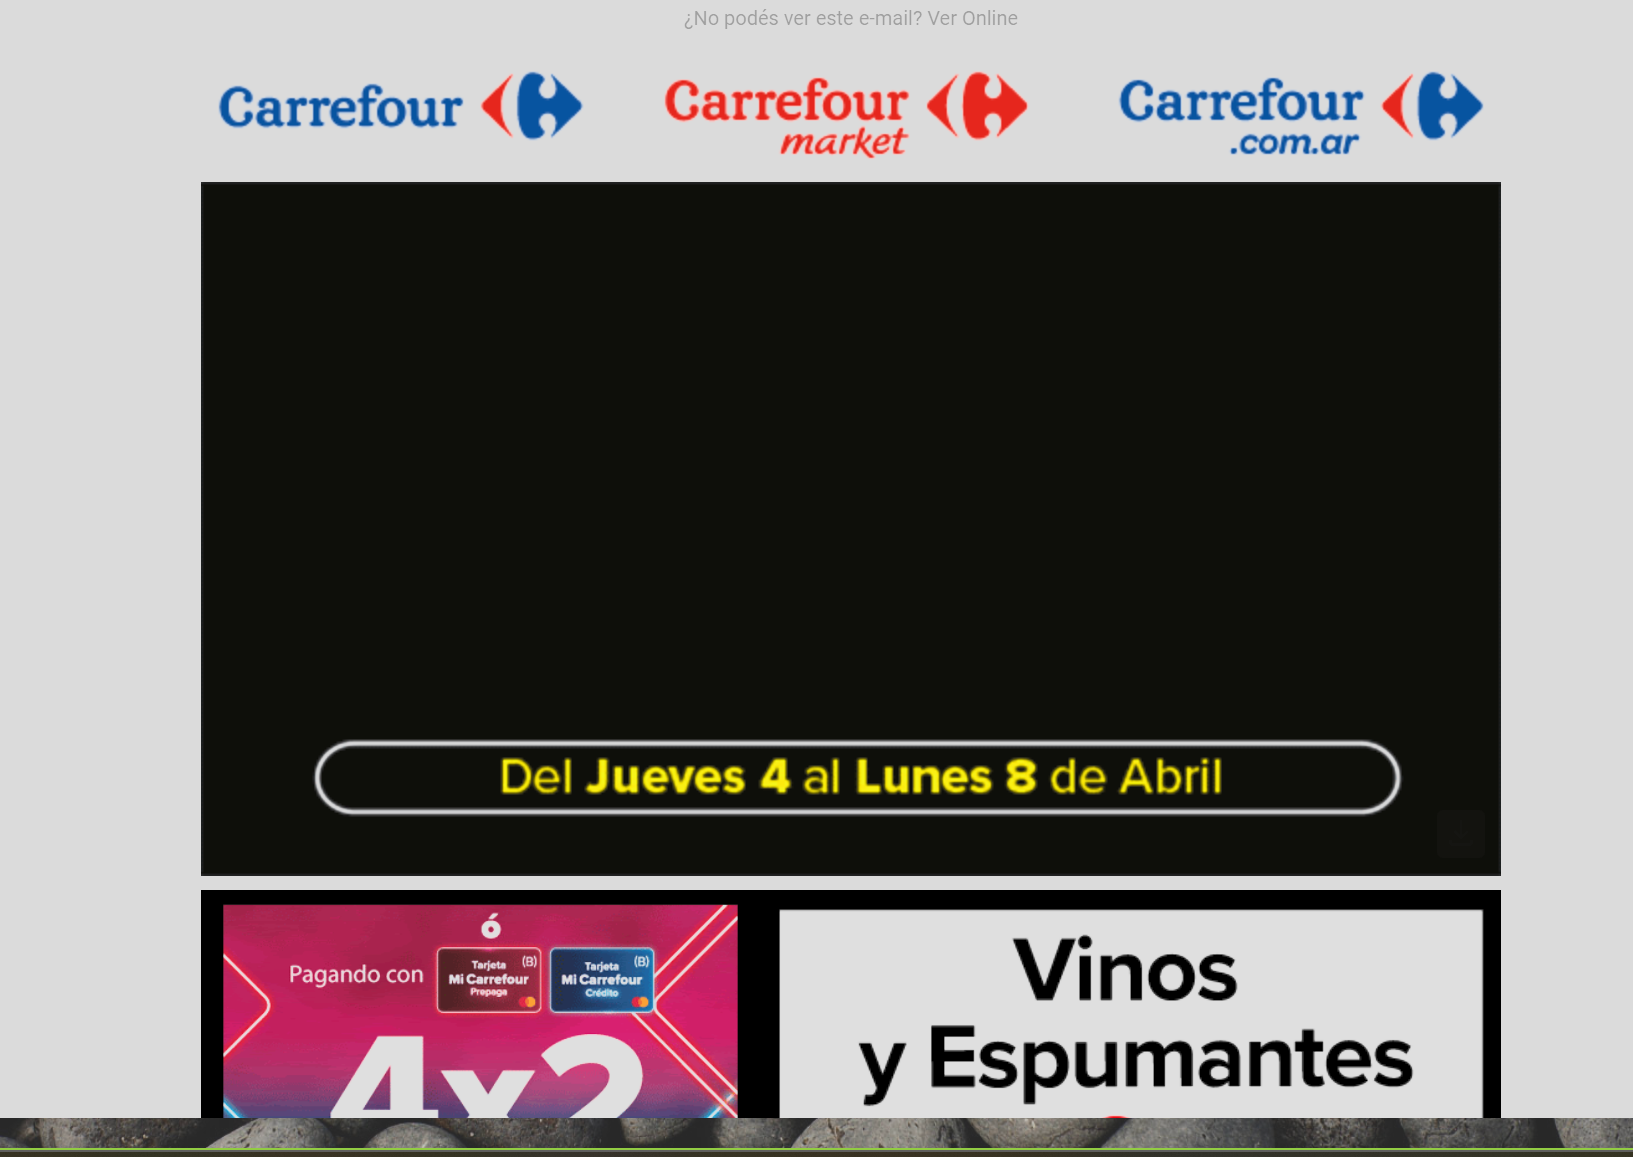 ¿No podés ver este e-mail? Ver Online
Carrefour
Carrefour
market
Carrefour
.com.ar
Del Jueves 4 al Lunes 8 de Abril
ó
Pagando con
Tarjeta (B)
Mi Carrefour
Prepaga
Tarjeta (B)
Mi Carrefour
Crédito
4x2
Vinos
y Espumantes